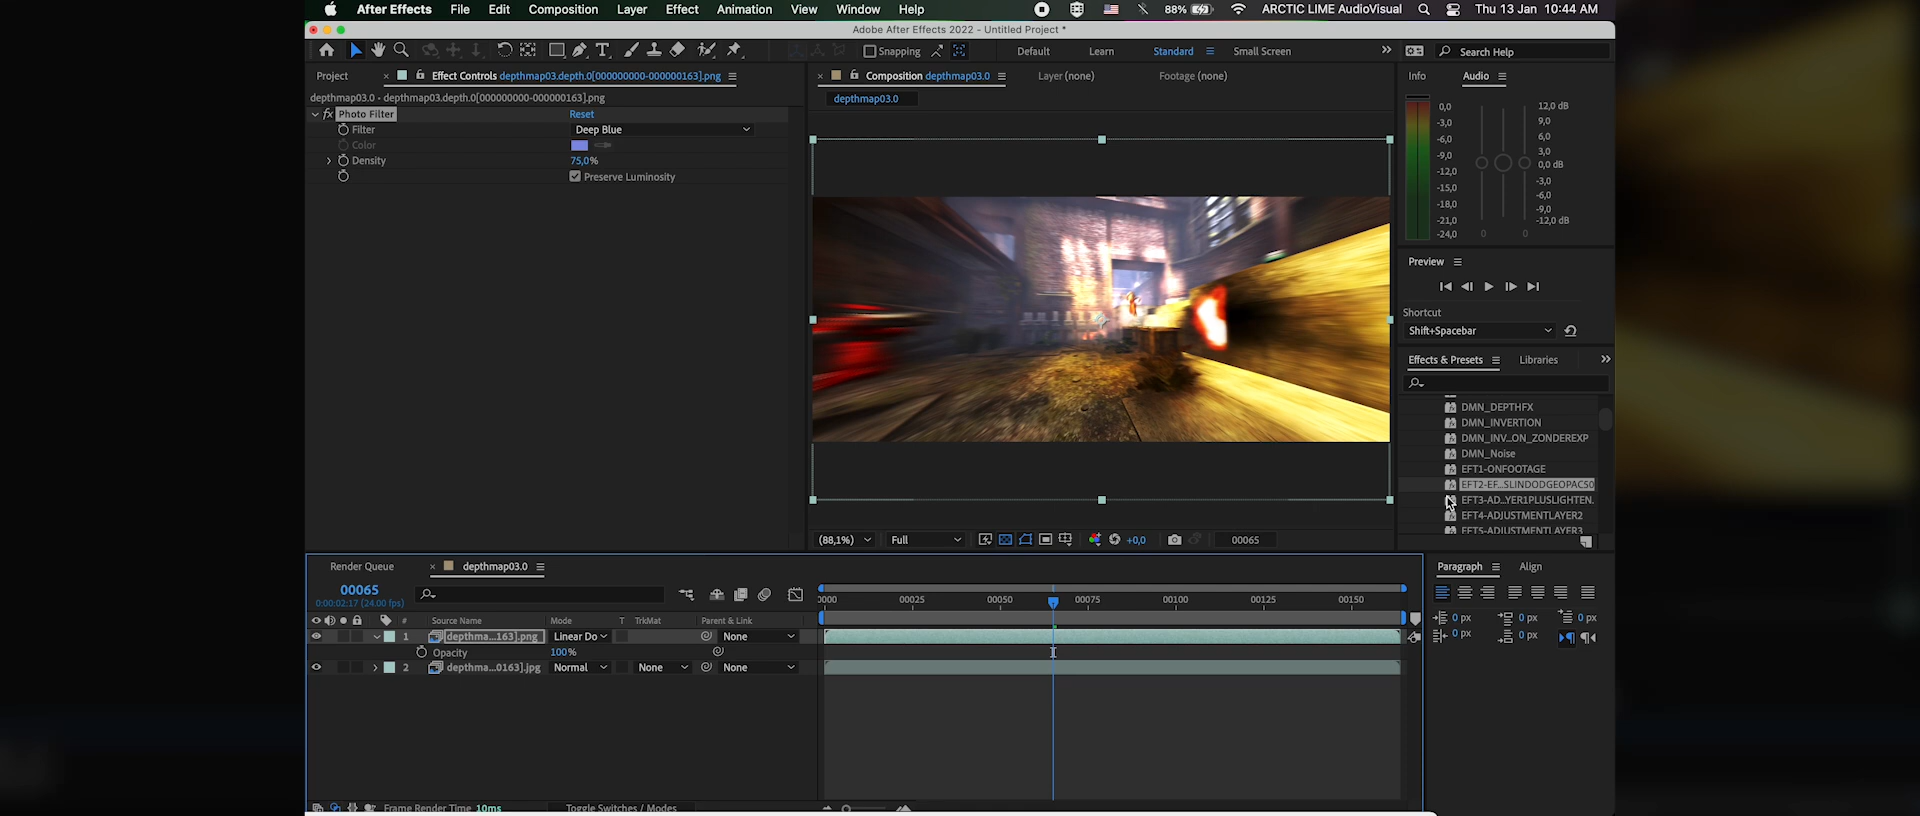 After Effects File Edit Composition Layer Effect Animation View Window Help 88% ARCTIC LIME AudioVisual Thu 13 Jan 10:44 AM
Adobe After Effects 2022 - Untitled Project *
Snapping Default Learn Standard Small Screen Search Help
Project Effect Controls depthmap03.depth.0[000000000-000000163].png
depthmap03.0 • depthmap03.depth.0[000000000-000000163].png
fx Photo Filter Reset
Filter Deep Blue
Color
Density 75,0%
Preserve Luminosity
Composition depthmap03.0 Layer (none) Footage (none)
depthmap03.0
(88,1%) Full +0,0 00065
Info Audio
0,0 12,0 dB
-3,0 9,0
-6,0 6,0
-9,0 3,0
-12,0 0,0 dB
-15,0 -3,0
-18,0 -6,0
-21,0 -9,0
-24,0 0 0 -12,0 dB
Preview
Shortcut
Shift+Spacebar
Effects & Presets Libraries
DMN_DEPTHFX
DMN_INVERTION
DMN_INV...ON_ZONDEREXP
DMN_Noise
EFT1-ONFOOTAGE
EFT2-EF...SLINDODGEOPAC50
EFT3-AD...YER1PLUSLIGHTEN.
EFT4-ADJUSTMENTLAYER2
EFT5-ADJUSTMENTLAYER3
Render Queue depthmap03.0
00065
0:00:02:17 (24.00 fps)
0000 00025 00050 00075 00100 00125 00150
# Source Name Mode T TrkMat Parent & Link
1 depthma...163].png Linear Do None
Opacity 100%
2 depthma...0163].jpg Normal None None
Frame Render Time 10ms Toggle Switches / Modes
Paragraph Align
0 px 0 px 0 px
0 px 0 px